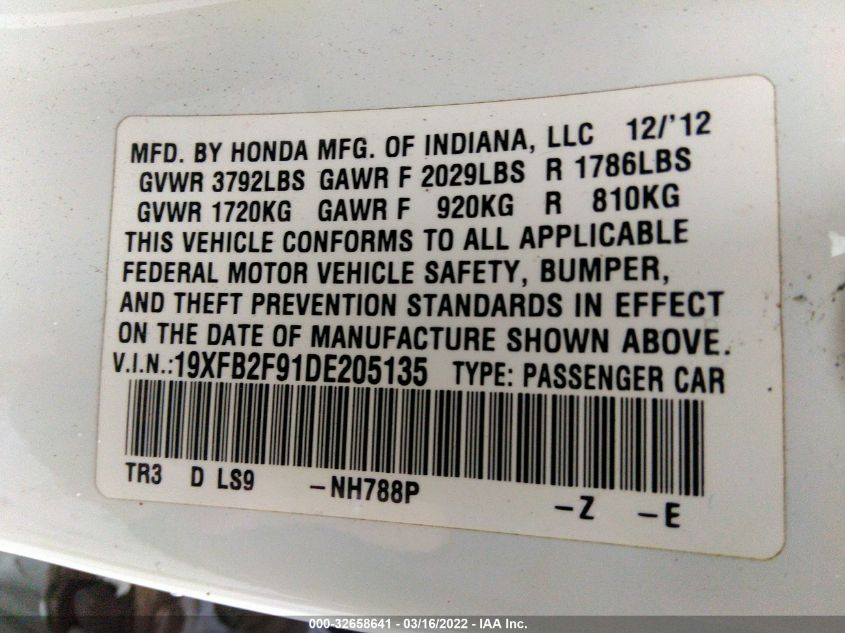 MFD. BY HONDA MFG. OF INDIANA, LLC 12/'12
GVWR 3792LBS GAWR F 2029LBS R 1786LBS
GVWR 1720KG GAWR F 920KG R 810KG
THIS VEHICLE CONFORMS TO ALL APPLICABLE
FEDERAL MOTOR VEHICLE SAFETY, BUMPER,
AND THEFT PREVENTION STANDARDS IN EFFECT
ON THE DATE OF MANUFACTURE SHOWN ABOVE.
V.I.N.:19XFB2F91DE205135 TYPE: PASSENGER CAR
TR3 D LS9 -NH788P -Z -E
000-32658641 - 03/16/2022 - IAA Inc.